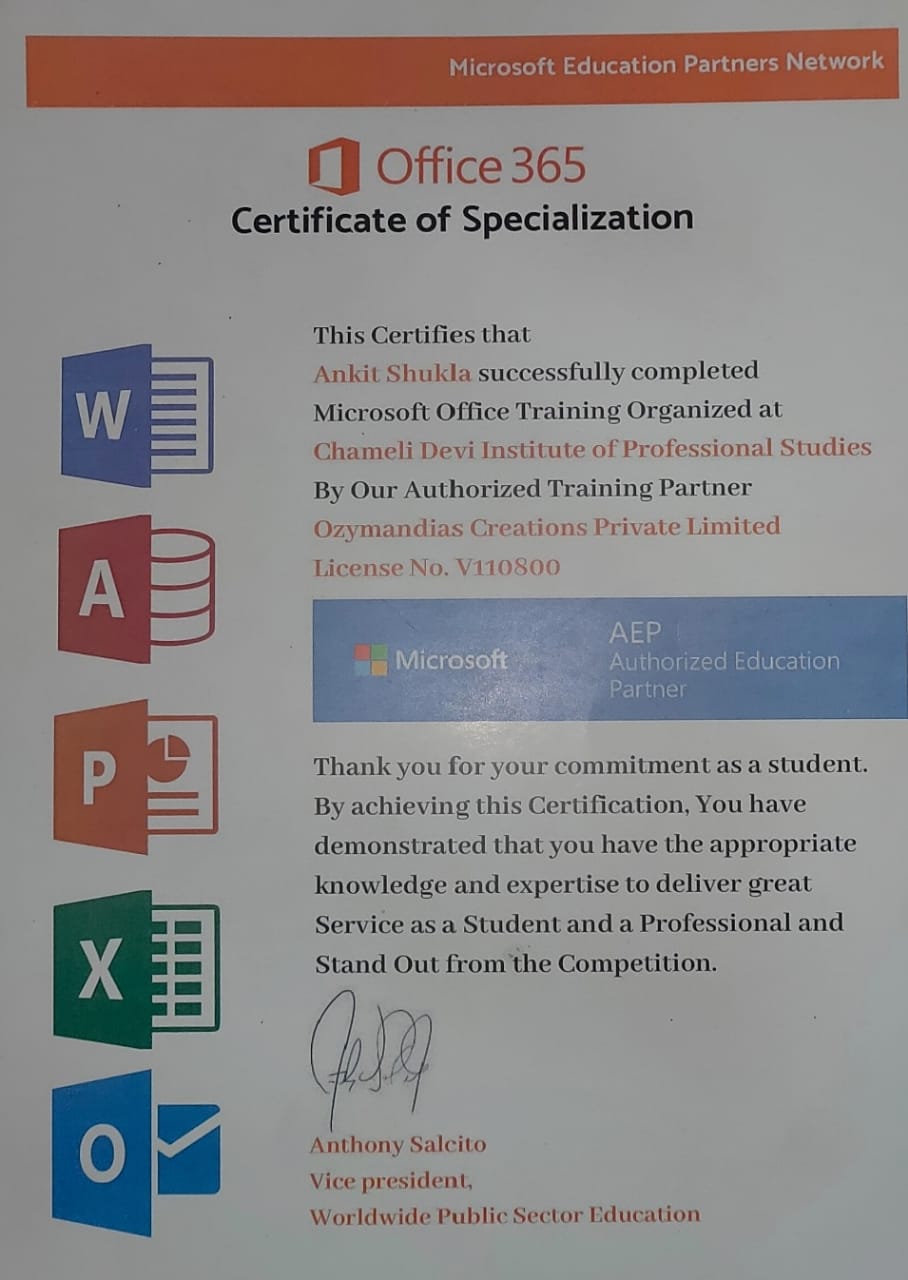 Microsoft Education Partners Network
Office 365
Certificate of Specialization
This Certifies that
Ankit Shukla successfully completed
Microsoft Office Training Organized at
Chameli Devi Institute of Professional Studies
By Our Authorized Training Partner
Ozymandias Creations Private Limited
License No. V110800
Microsoft
AEP
Authorized Education
Partner
Thank you for your commitment as a student.
By achieving this Certification, You have
demonstrated that you have the appropriate
knowledge and expertise to deliver great
Service as a Student and a Professional and
Stand Out from the Competition.
Anthony Salcito
Vice president,
Worldwide Public Sector Education
W
A
P
X
O